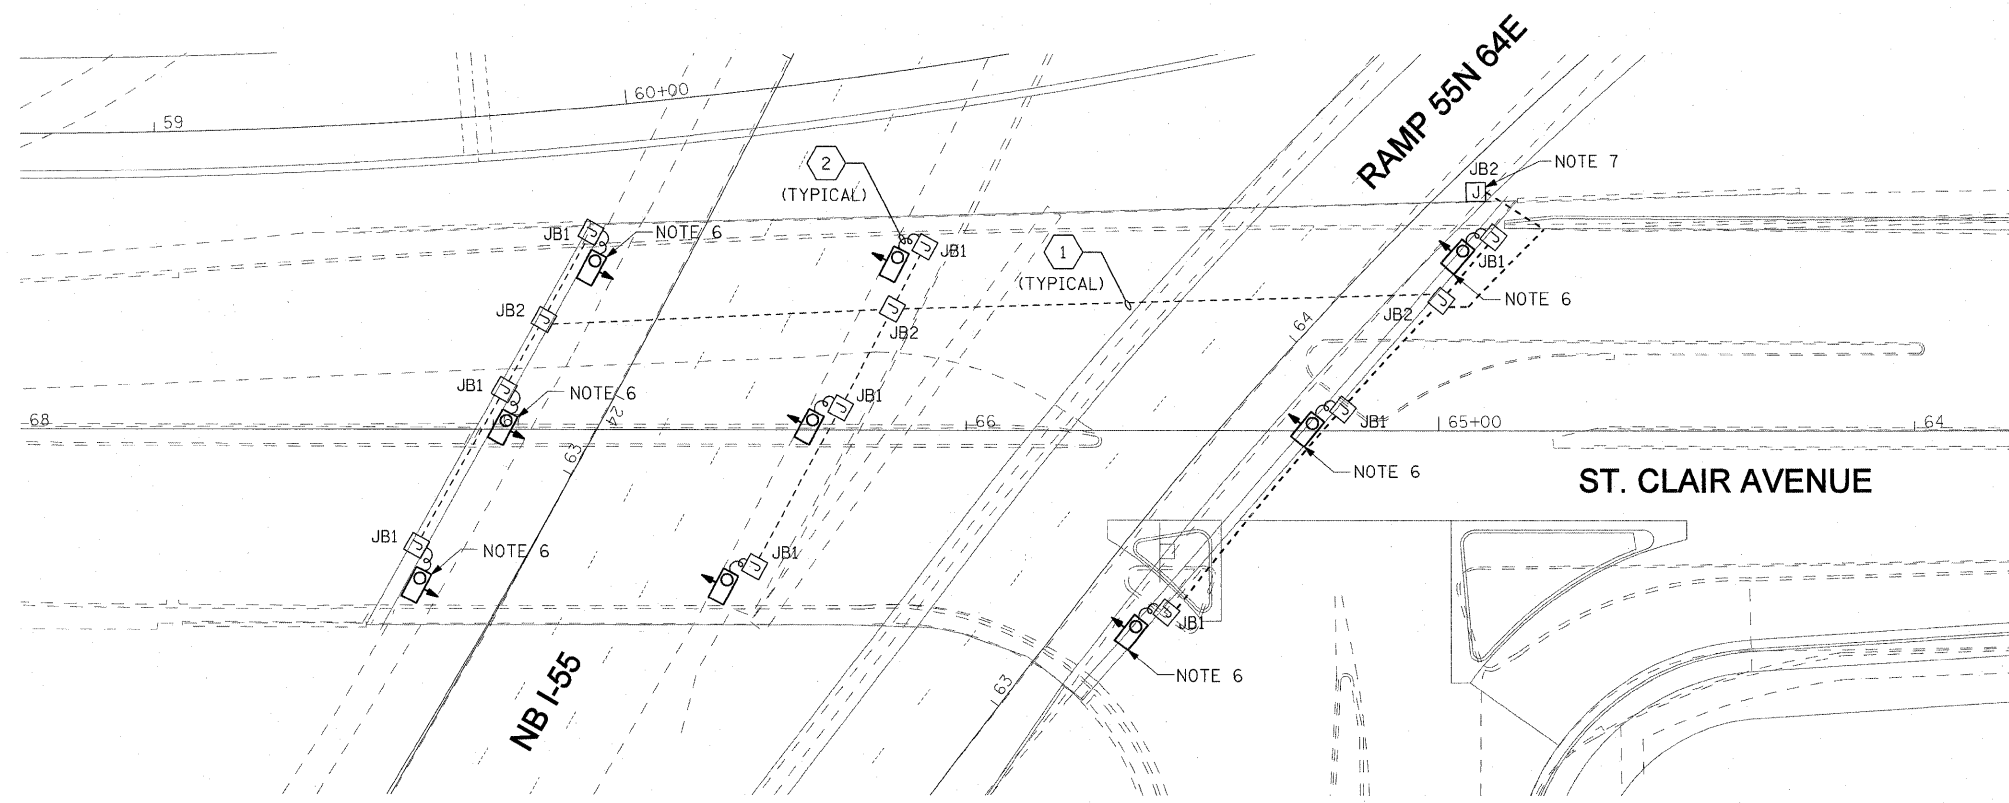 RAMP 55N 64E
60+00
59
2
(TYPICAL)
JB2
J
NOTE 7
JB1
J
NOTE 6
J
JB1
1
(TYPICAL)
J
JB1
NOTE 6
JB2
J
J
JB2
J
JB2
64
JB1
J
NOTE 6
24
J
JB1
J
JB1
68
66
65+00
64
63
NOTE 6
ST. CLAIR AVENUE
JB1
J
NOTE 6
J
JB1
J
JB1
NOTE 6
63
NB I-55